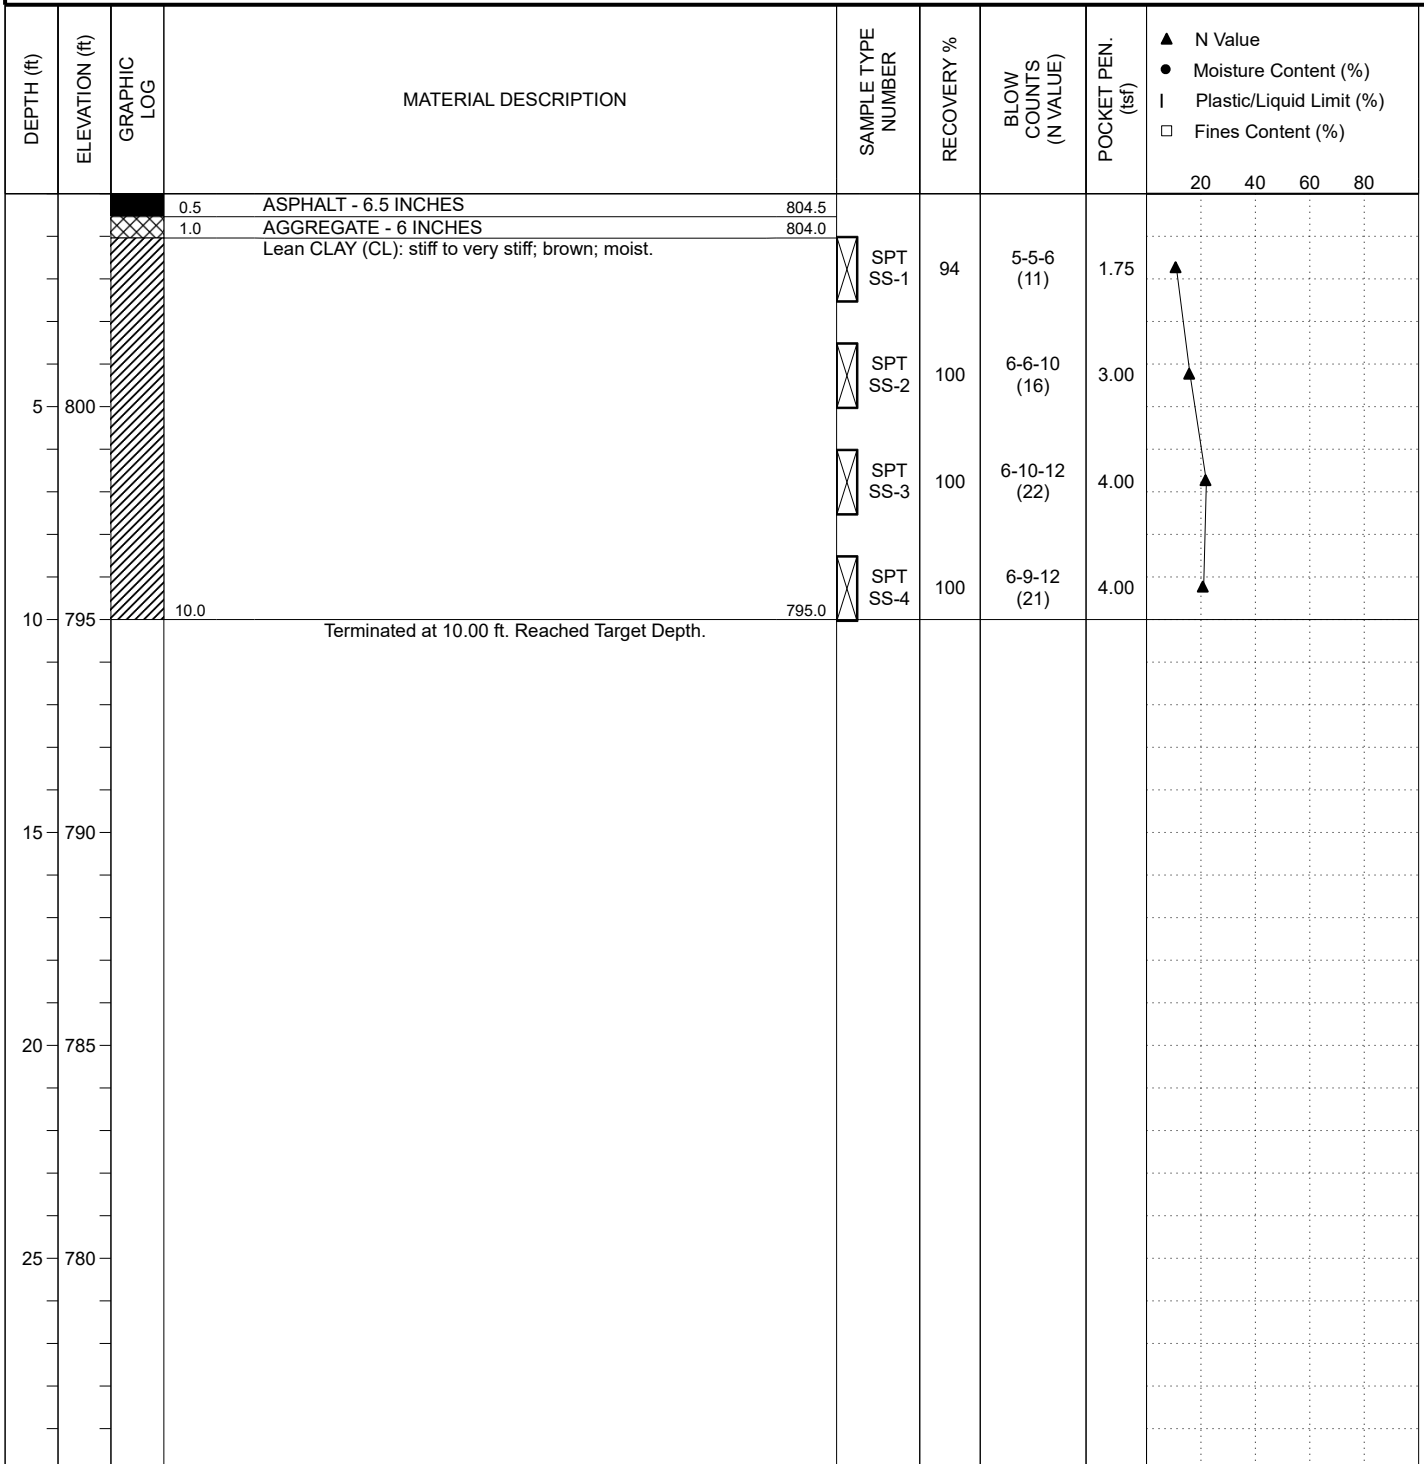 DEPTH (ft)
ELEVATION (ft)
GRAPHIC
LOG
MATERIAL DESCRIPTION
SAMPLE TYPE
NUMBER
RECOVERY %
BLOW
COUNTS
(N VALUE)
POCKET PEN.
(tsf)
▲ N Value
● Moisture Content (%)
| Plastic/Liquid Limit (%)
□ Fines Content (%)
20 40 60 80
0.5 ASPHALT - 6.5 INCHES 804.5
1.0 AGGREGATE - 6 INCHES 804.0
Lean CLAY (CL): stiff to very stiff; brown; moist.
SPT
SS-1
94
5-5-6
(11)
1.75
SPT
SS-2
100
6-6-10
(16)
3.00
5 800
SPT
SS-3
100
6-10-12
(22)
4.00
SPT
SS-4
100
6-9-12
(21)
4.00
10.0 795.0
10 795
Terminated at 10.00 ft. Reached Target Depth.
15 790
20 785
25 780